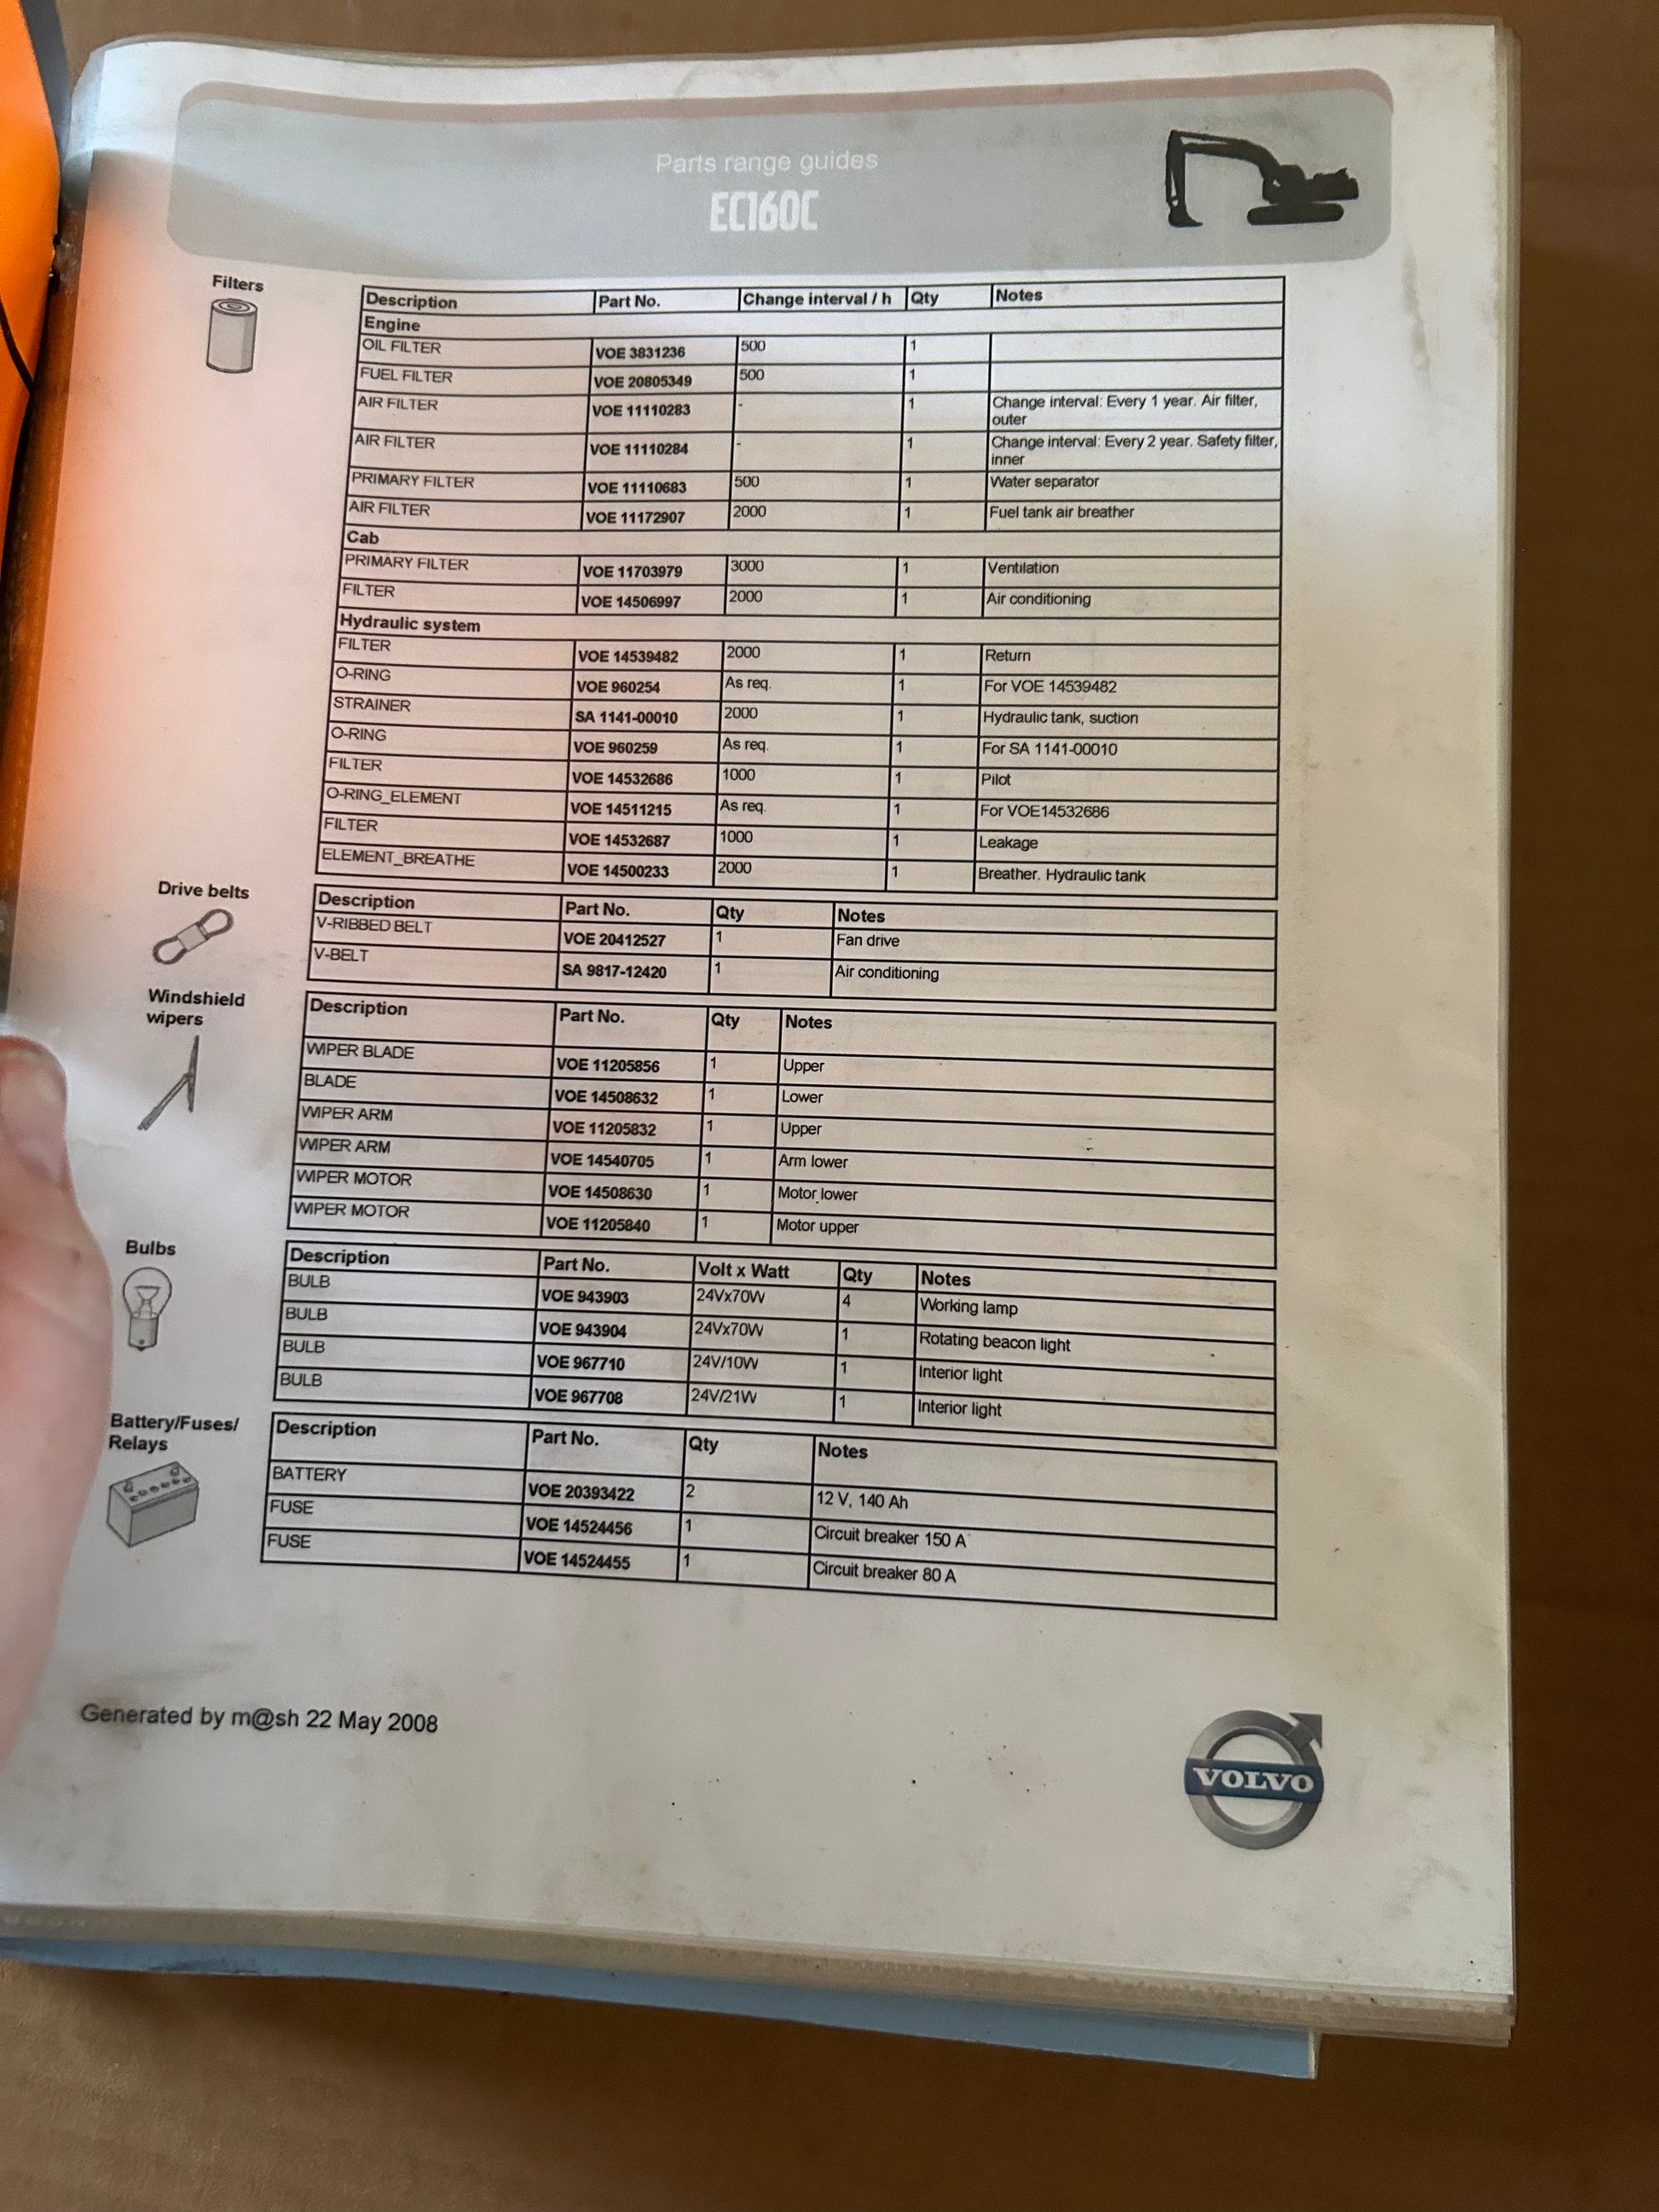 Parts range guides
EC160C
Filters
Description Part No. Change interval / h Qty Notes
Engine
OIL FILTER VOE 3831236 500 1
FUEL FILTER VOE 20805349 500 1
AIR FILTER VOE 11110283 - 1 Change interval: Every 1 year. Air filter,
outer
AIR FILTER VOE 11110284 - 1 Change interval: Every 2 year. Safety filter,
inner
PRIMARY FILTER VOE 11110683 500 1 Water separator
AIR FILTER VOE 11172907 2000 1 Fuel tank air breather
Cab
PRIMARY FILTER VOE 11703979 3000 1 Ventilation
FILTER VOE 14506997 2000 1 Air conditioning
Hydraulic system
FILTER VOE 14539482 2000 1 Return
O-RING VOE 960254 As req. 1 For VOE 14539482
STRAINER SA 1141-00010 2000 1 Hydraulic tank, suction
O-RING VOE 960259 As req. 1 For SA 1141-00010
FILTER VOE 14532686 1000 1 Pilot
O-RING_ELEMENT VOE 14511215 As req. 1 For VOE14532686
FILTER VOE 14532687 1000 1 Leakage
ELEMENT_BREATHE VOE 14500233 2000 1 Breather. Hydraulic tank
Drive belts
Description Part No. Qty Notes
V-RIBBED BELT VOE 20412527 1 Fan drive
V-BELT SA 9817-12420 1 Air conditioning
Windshield
wipers
Description Part No. Qty Notes
WIPER BLADE VOE 11205856 1 Upper
BLADE VOE 14508632 1 Lower
WIPER ARM VOE 11205832 1 Upper
WIPER ARM VOE 14540705 1 Arm lower
WIPER MOTOR VOE 14508630 1 Motor lower
WIPER MOTOR VOE 11205840 1 Motor upper
Bulbs
Description Part No. Volt x Watt Qty Notes
BULB VOE 943903 24Vx70W 4 Working lamp
BULB VOE 943904 24Vx70W 1 Rotating beacon light
BULB VOE 967710 24V/10W 1 Interior light
BULB VOE 967708 24V/21W 1 Interior light
Battery/Fuses/
Relays
Description Part No. Qty Notes
BATTERY VOE 20393422 2 12 V, 140 Ah
FUSE VOE 14524456 1 Circuit breaker 150 A
FUSE VOE 14524455 1 Circuit breaker 80 A
Generated by m@sh 22 May 2008
VOLVO